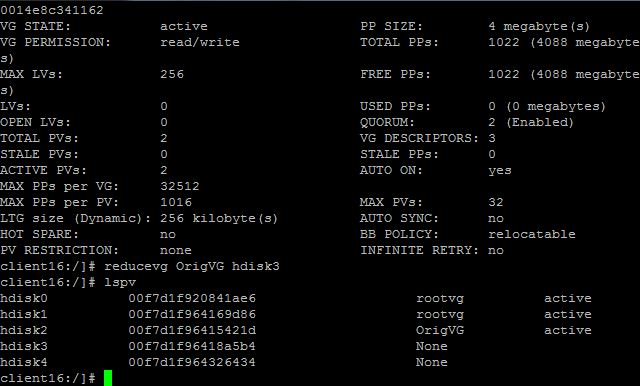 0014e8c341162
VG STATE: active PP SIZE: 4 megabyte(s)
VG PERMISSION: read/write TOTAL PPs: 1022 (4088 megabyte
s)
MAX LVs: 256 FREE PPs: 1022 (4088 megabyte
s)
LVs: 0 USED PPs: 0 (0 megabytes)
OPEN LVs: 0 QUORUM: 2 (Enabled)
TOTAL PVs: 2 VG DESCRIPTORS: 3
STALE PVs: 0 STALE PPs: 0
ACTIVE PVs: 2 AUTO ON: yes
MAX PPs per VG: 32512
MAX PPs per PV: 1016 MAX PVs: 32
LTG size (Dynamic): 256 kilobyte(s) AUTO SYNC: no
HOT SPARE: no BB POLICY: relocatable
PV RESTRICTION: none INFINITE RETRY: no
client16:/]# reducevg OrigVG hdisk3
client16:/]# lspv
hdisk0 00f7d1f920841ae6 rootvg active
hdisk1 00f7d1f964169d86 rootvg active
hdisk2 00f7d1f96415421d OrigVG active
hdisk3 00f7d1f96418a5b4 None
hdisk4 00f7d1f964326434 None
client16:/]#